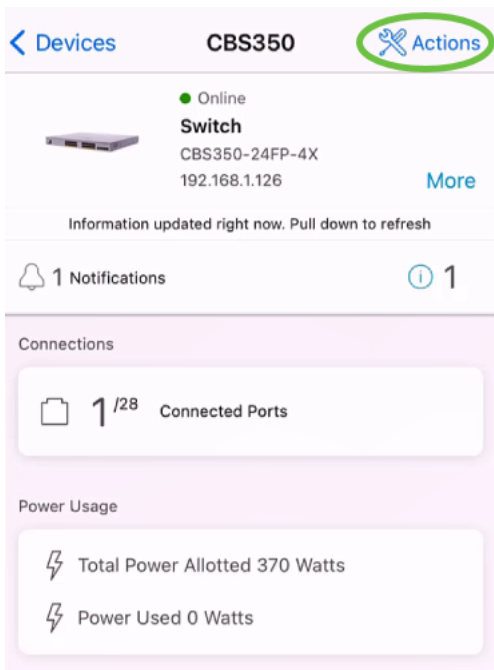 Devices
CBS350
Actions
Online
Switch
CBS350-24FP-4X
192.168.1.126
More
Information updated right now. Pull down to refresh
1 Notifications
1
Connections
1/28 Connected Ports
Power Usage
Total Power Allotted 370 Watts
Power Used 0 Watts